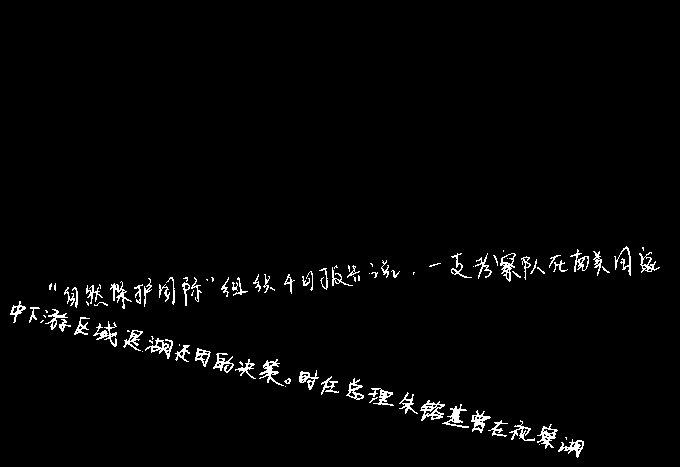 “自然保护国际”组织4日报告说，一支考察队在南美国家
中下游区域退湖还田的决策。时任总理朱镕基曾在视察湖